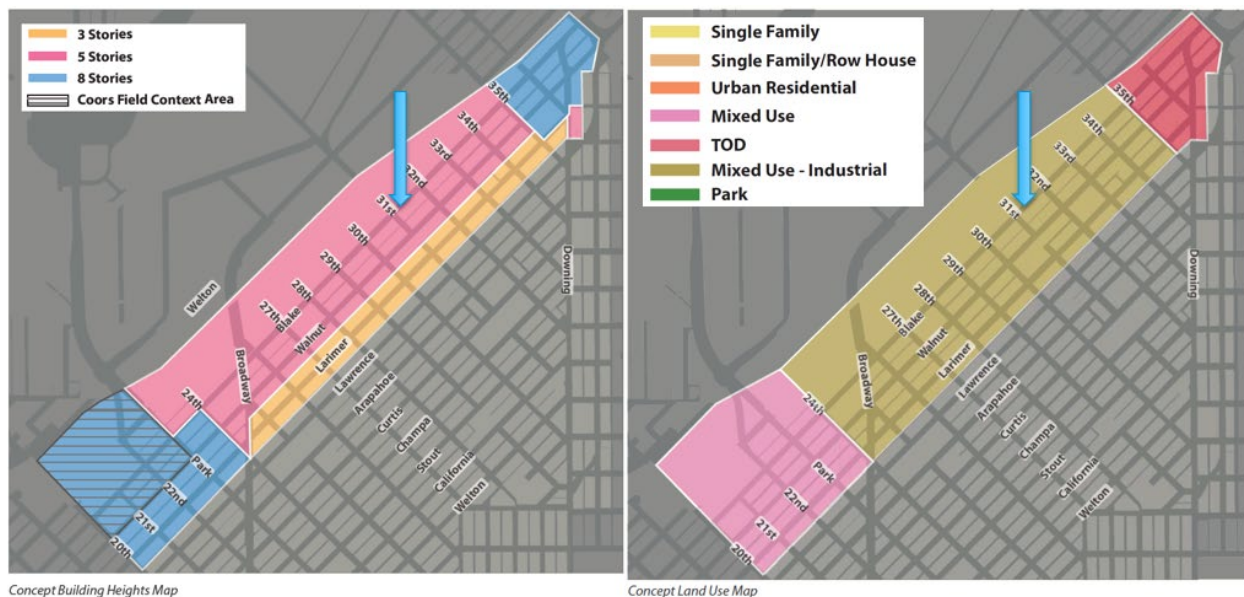 3 Stories
5 Stories
8 Stories
Coors Field Context Area
35th
34th
33rd
32nd
31st
30th
29th
28th
27th
Blake
Walnut
Larimer
Lawrence
Arapahoe
Curtis
Champa
Stout
California
Welton
Welton
Downing
Broadway
24th
Park
22nd
21st
20th
Concept Building Heights Map
Single Family
Single Family/Row House
Urban Residential
Mixed Use
TOD
Mixed Use - Industrial
Park
35th
34th
33rd
2nd
31st
30th
29th
28th
27th
Blake
Walnut
Larimer
Lawrence
Arapahoe
Curtis
Champa
Stout
California
Welton
Downing
Broadway
24th
Park
22nd
21st
20th
Concept Land Use Map